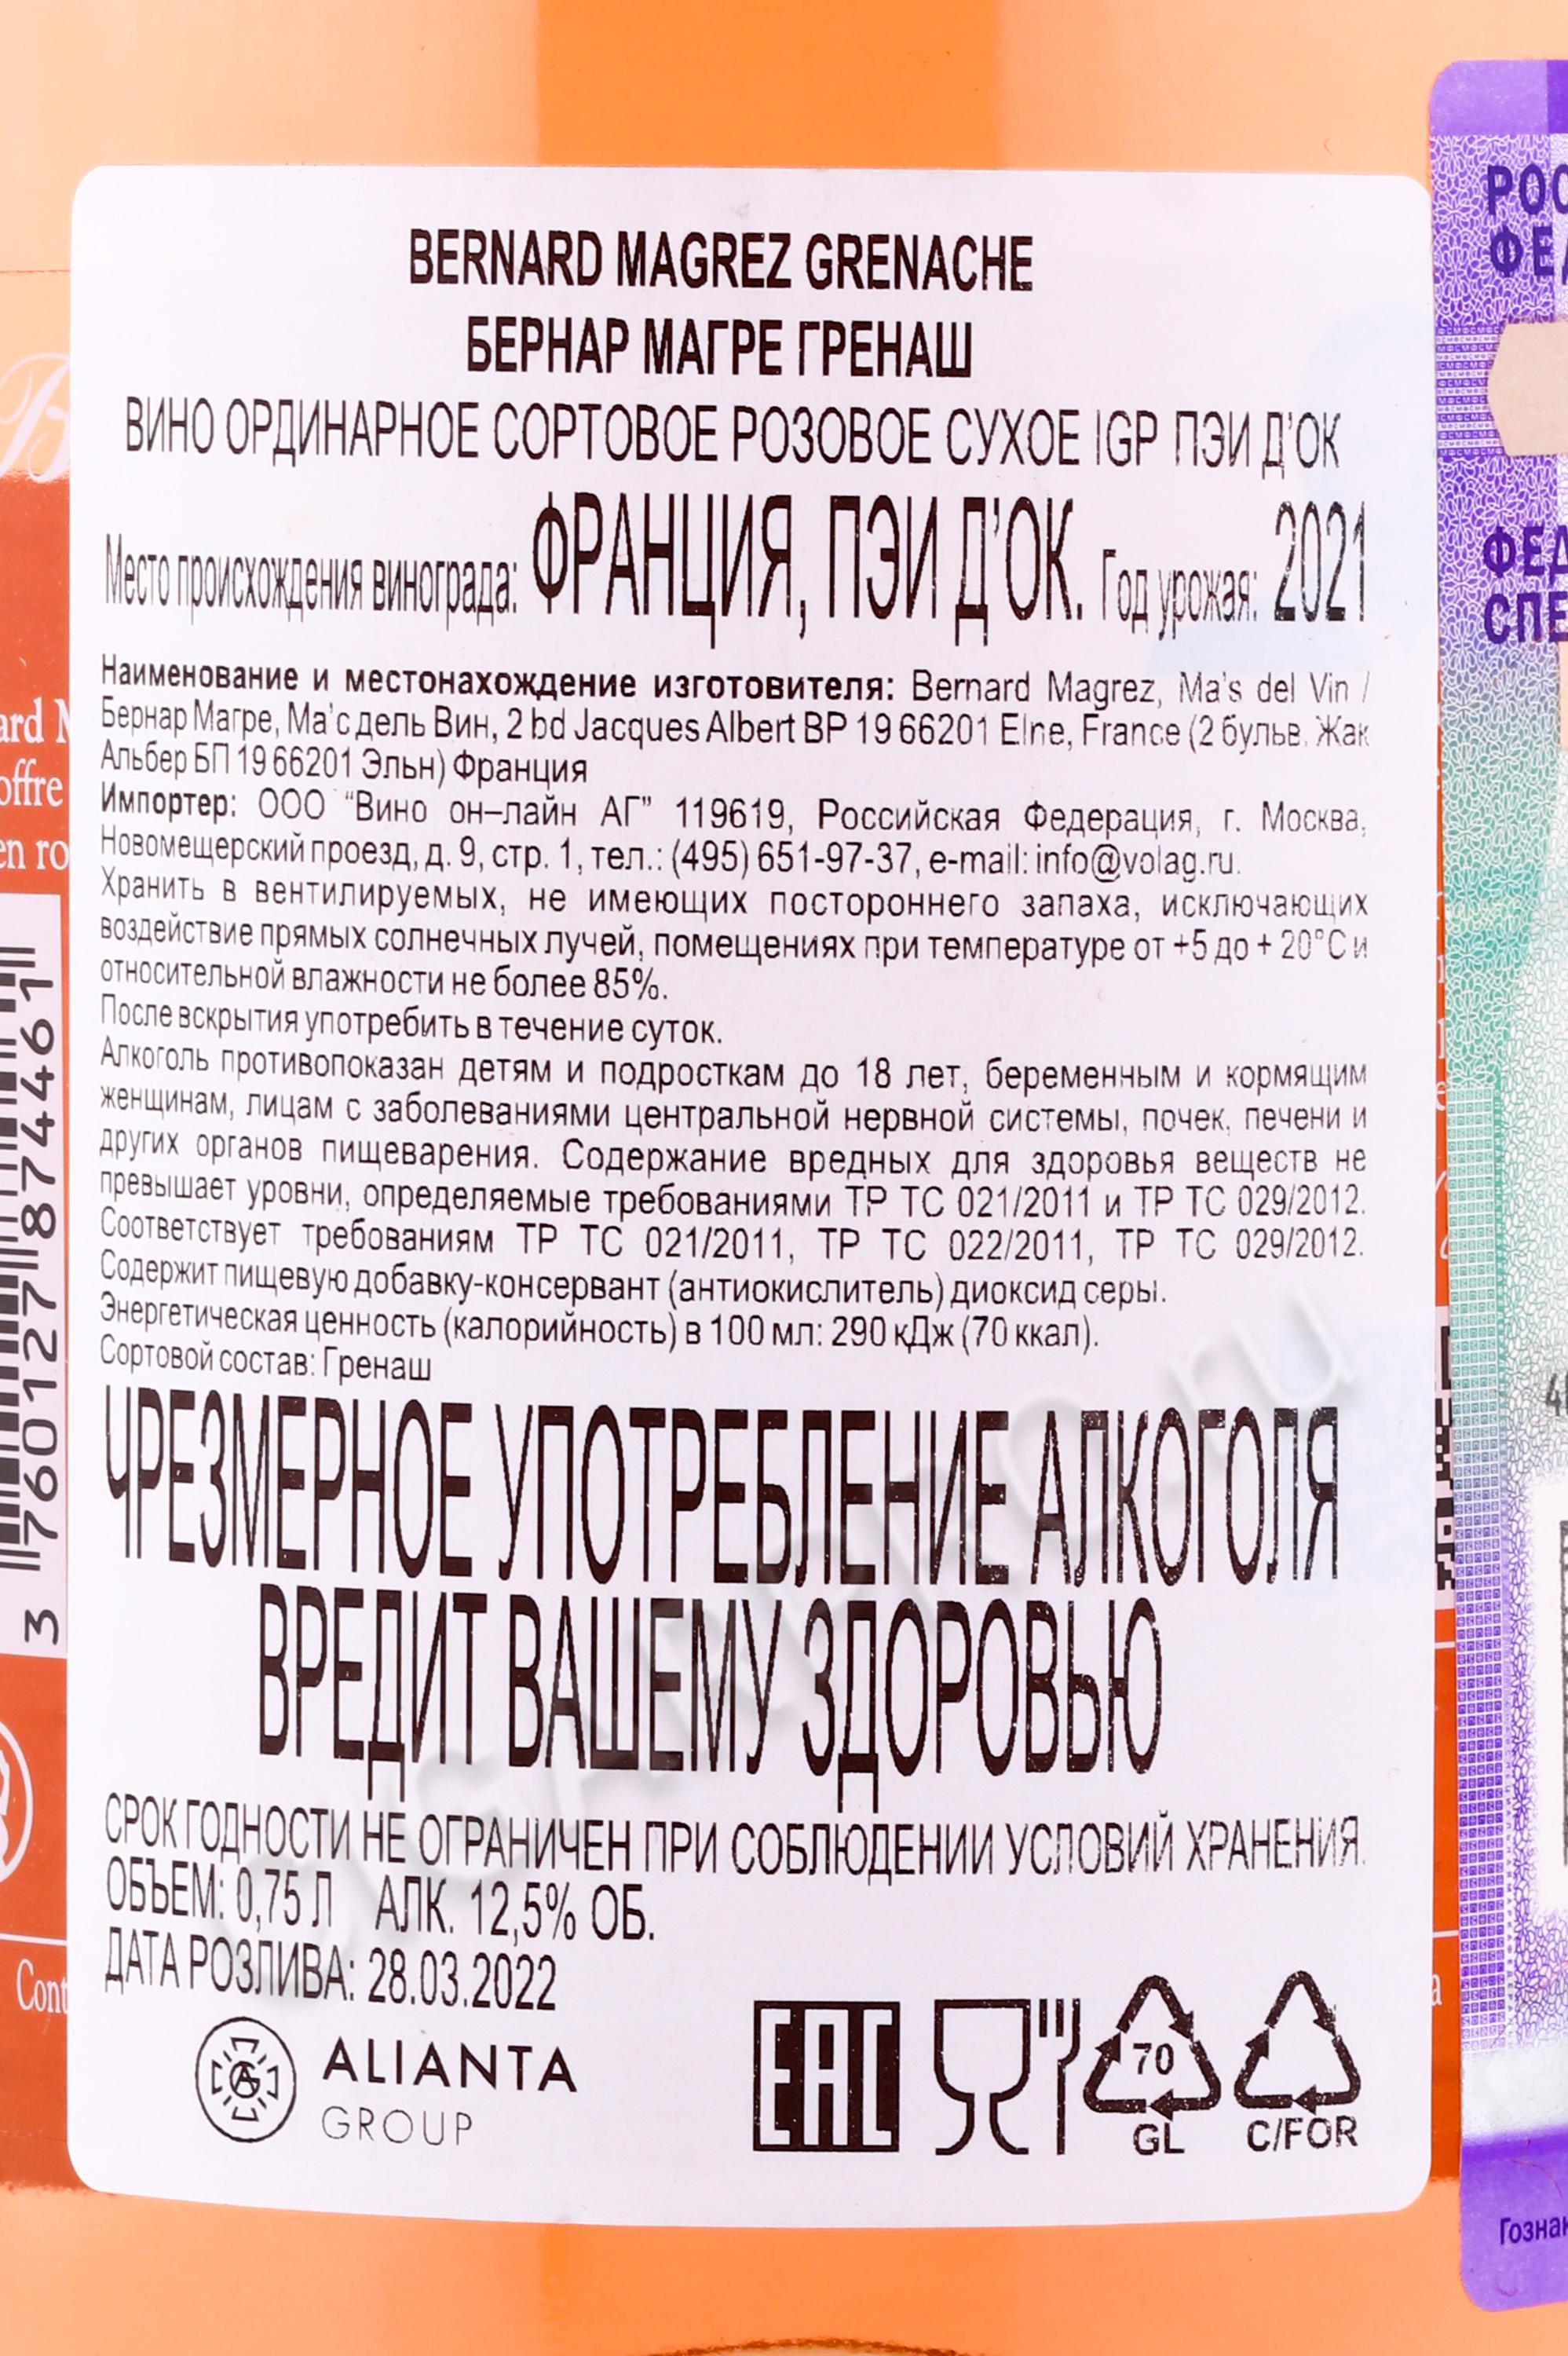 BERNARD MAGREZ GRENACHE
БЕРНАР МАГРЕ ГРЕНАШ
ВИНО ОРДИНАРНОЕ СОРТОВОЕ РОЗОВОЕ СУХОЕ IGP ПЭИ Д'ОК
Место происхождения винограда: ФРАНЦИЯ, ПЭИ Д'ОК. Год урожая: 2021
Наименование и местонахождение изготовителя: Bernard Magrez, Ma's del Vin /
Бернар Магре, Ма'с дель Вин, 2 bd Jacques Albert BP 19 66201 Elne, France (2 бульв. Жак
Альбер БП 19 66201 Эльн) Франция
Импортер: ООО "Вино он–лайн АГ" 119619, Российская Федерация, г. Москва,
Новомещерский проезд, д. 9, стр. 1, тел.: (495) 651-97-37, e-mail: info@volag.ru.
Хранить в вентилируемых, не имеющих постороннего запаха, исключающих
воздействие прямых солнечных лучей, помещениях при температуре от +5 до + 20°С и
относительной влажности не более 85%.
После вскрытия употребить в течение суток.
Алкоголь противопоказан детям и подросткам до 18 лет, беременным и кормящим
женщинам, лицам с заболеваниями центральной нервной системы, почек, печени и
других органов пищеварения. Содержание вредных для здоровья веществ не
превышает уровни, определяемые требованиями ТР ТС 021/2011 и ТР ТС 029/2012.
Соответствует требованиям ТР ТС 021/2011, ТР ТС 022/2011, ТР ТС 029/2012.
Содержит пищевую добавку-консервант (антиокислитель) диоксид серы.
Энергетическая ценность (калорийность) в 100 мл: 290 кДж (70 ккал).
Сортовой состав: Гренаш
ЧРЕЗМЕРНОЕ УПОТРЕБЛЕНИЕ АЛКОГОЛЯ
ВРЕДИТ ВАШЕМУ ЗДОРОВЬЮ
СРОК ГОДНОСТИ НЕ ОГРАНИЧЕН ПРИ СОБЛЮДЕНИИ УСЛОВИЙ ХРАНЕНИЯ.
ОБЪЕМ: 0,75 Л АЛК. 12,5% ОБ.
ДАТА РОЗЛИВА: 28.03.2022
ALIANTA
GROUP
EAC
70
GL
C/FOR
3 760127 874461
offre